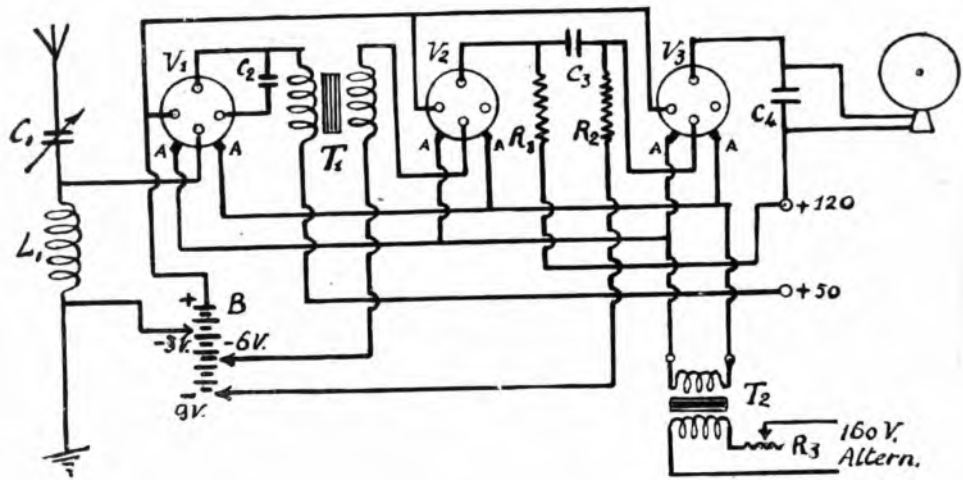 V1
C2
T1
V2
C3
R1
R2
V3
C4
C1
A
A
A
A
A
A
L1
+120
+50
+
B
-3V.
-6V.
-
9V.
T2
R3
160 V.
Altern.